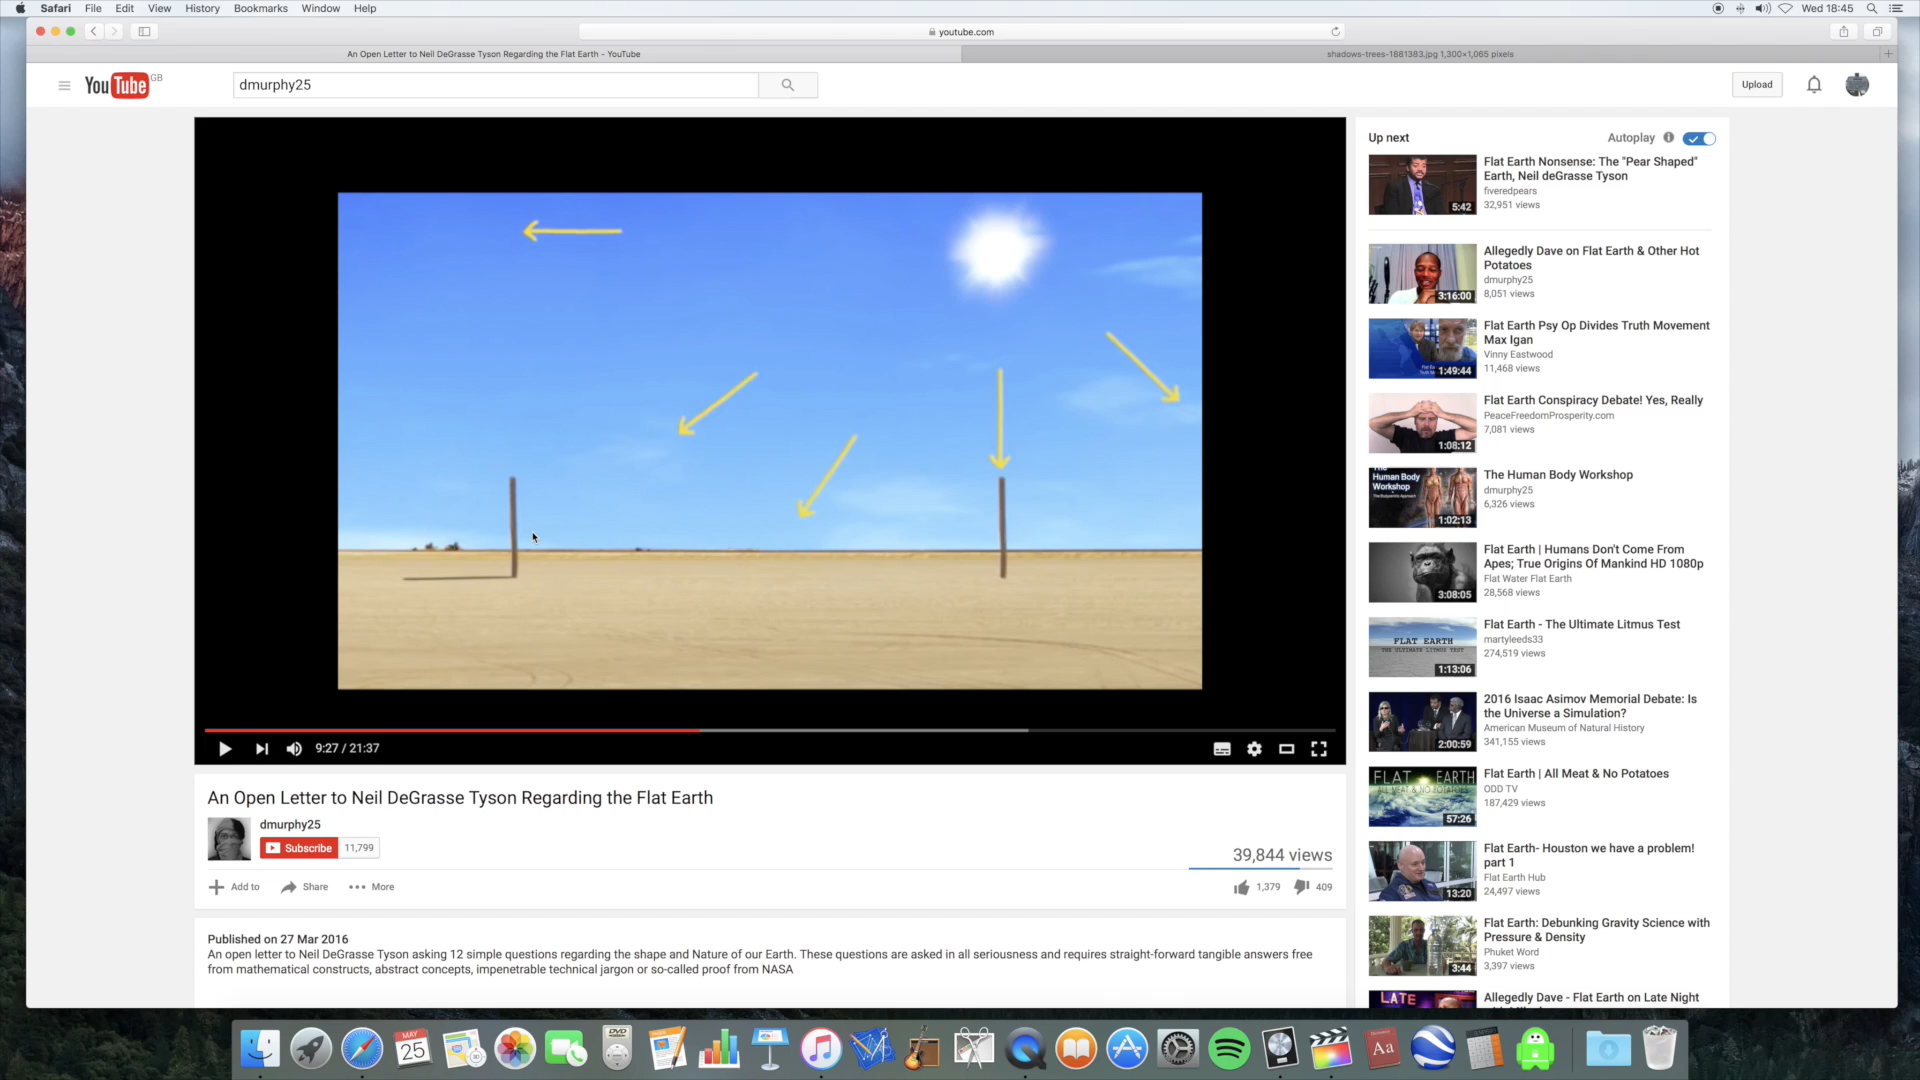 Safari File Edit View History Bookmarks Window Help
Wed 18:45
youtube.com
An Open Letter to Neil DeGrasse Tyson Regarding the Flat Earth - YouTube
shadows-trees-1881383.jpg 1,300×1,065 pixels
YouTube GB
dmurphy25
Upload
9:27 / 21:37
An Open Letter to Neil DeGrasse Tyson Regarding the Flat Earth
dmurphy25
Subscribe 11,799
39,844 views
Add to Share More
1,379 409
Published on 27 Mar 2016
An open letter to Neil DeGrasse Tyson asking 12 simple questions regarding the shape and Nature of our Earth. These questions are asked in all seriousness and requires straight-forward tangible answers free
from mathematical constructs, abstract concepts, impenetrable technical jargon or so-called proof from NASA
Up next
Autoplay
5:42
Flat Earth Nonsense: The "Pear Shaped"
Earth, Neil deGrasse Tyson
fiveredpears
32,951 views
3:16:00
Allegedly Dave on Flat Earth & Other Hot
Potatoes
dmurphy25
8,051 views
1:49:44
Flat Earth Psy Op Divides Truth Movement
Max Igan
Vinny Eastwood
11,468 views
1:08:12
Flat Earth Conspiracy Debate! Yes, Really
PeaceFreedomProsperity.com
7,081 views
The
Human Body
Workshop
1:02:13
The Human Body Workshop
dmurphy25
6,326 views
3:08:05
Flat Earth | Humans Don't Come From
Apes; True Origins Of Mankind HD 1080p
Flat Water Flat Earth
28,568 views
FLAT EARTH
THE ULTIMATE LITMUS TEST
1:13:06
Flat Earth - The Ultimate Litmus Test
martyleeds33
274,519 views
2:00:59
2016 Isaac Asimov Memorial Debate: Is
the Universe a Simulation?
American Museum of Natural History
341,155 views
FLAT EARTH
ALL MEAT & NO POTATOES
57:26
Flat Earth | All Meat & No Potatoes
ODD TV
187,429 views
13:20
Flat Earth- Houston we have a problem!
part 1
Flat Earth Hub
24,497 views
3:44
Flat Earth: Debunking Gravity Science with
Pressure & Density
Phuket Word
3,397 views
LATE
Allegedly Dave - Flat Earth on Late Night
MAY
25
DVD
Aa